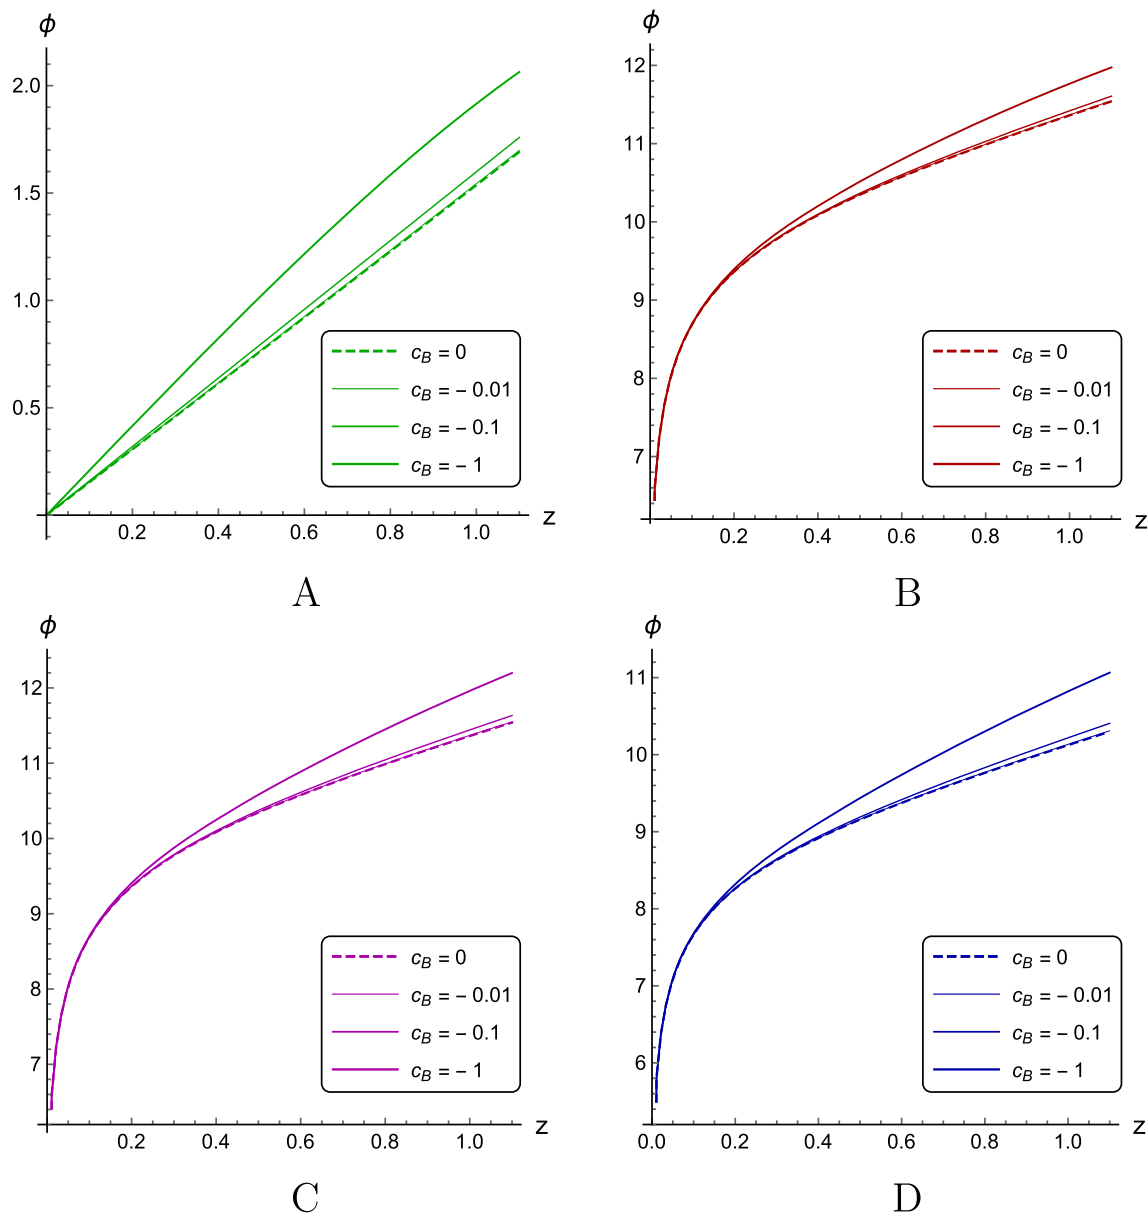 ϕ
2.0
1.5
1.0
0.5
0.2 0.4 0.6 0.8 1.0 z
c_B = 0
c_B = − 0.01
c_B = − 0.1
c_B = − 1
A
ϕ
12
11
10
9
8
7
0.2 0.4 0.6 0.8 1.0 z
c_B = 0
c_B = − 0.01
c_B = − 0.1
c_B = − 1
B
ϕ
12
11
10
9
8
7
0.2 0.4 0.6 0.8 1.0 z
c_B = 0
c_B = − 0.01
c_B = − 0.1
c_B = − 1
C
ϕ
11
10
9
8
7
6
0.0 0.2 0.4 0.6 0.8 1.0 z
c_B = 0
c_B = − 0.01
c_B = − 0.1
c_B = − 1
D